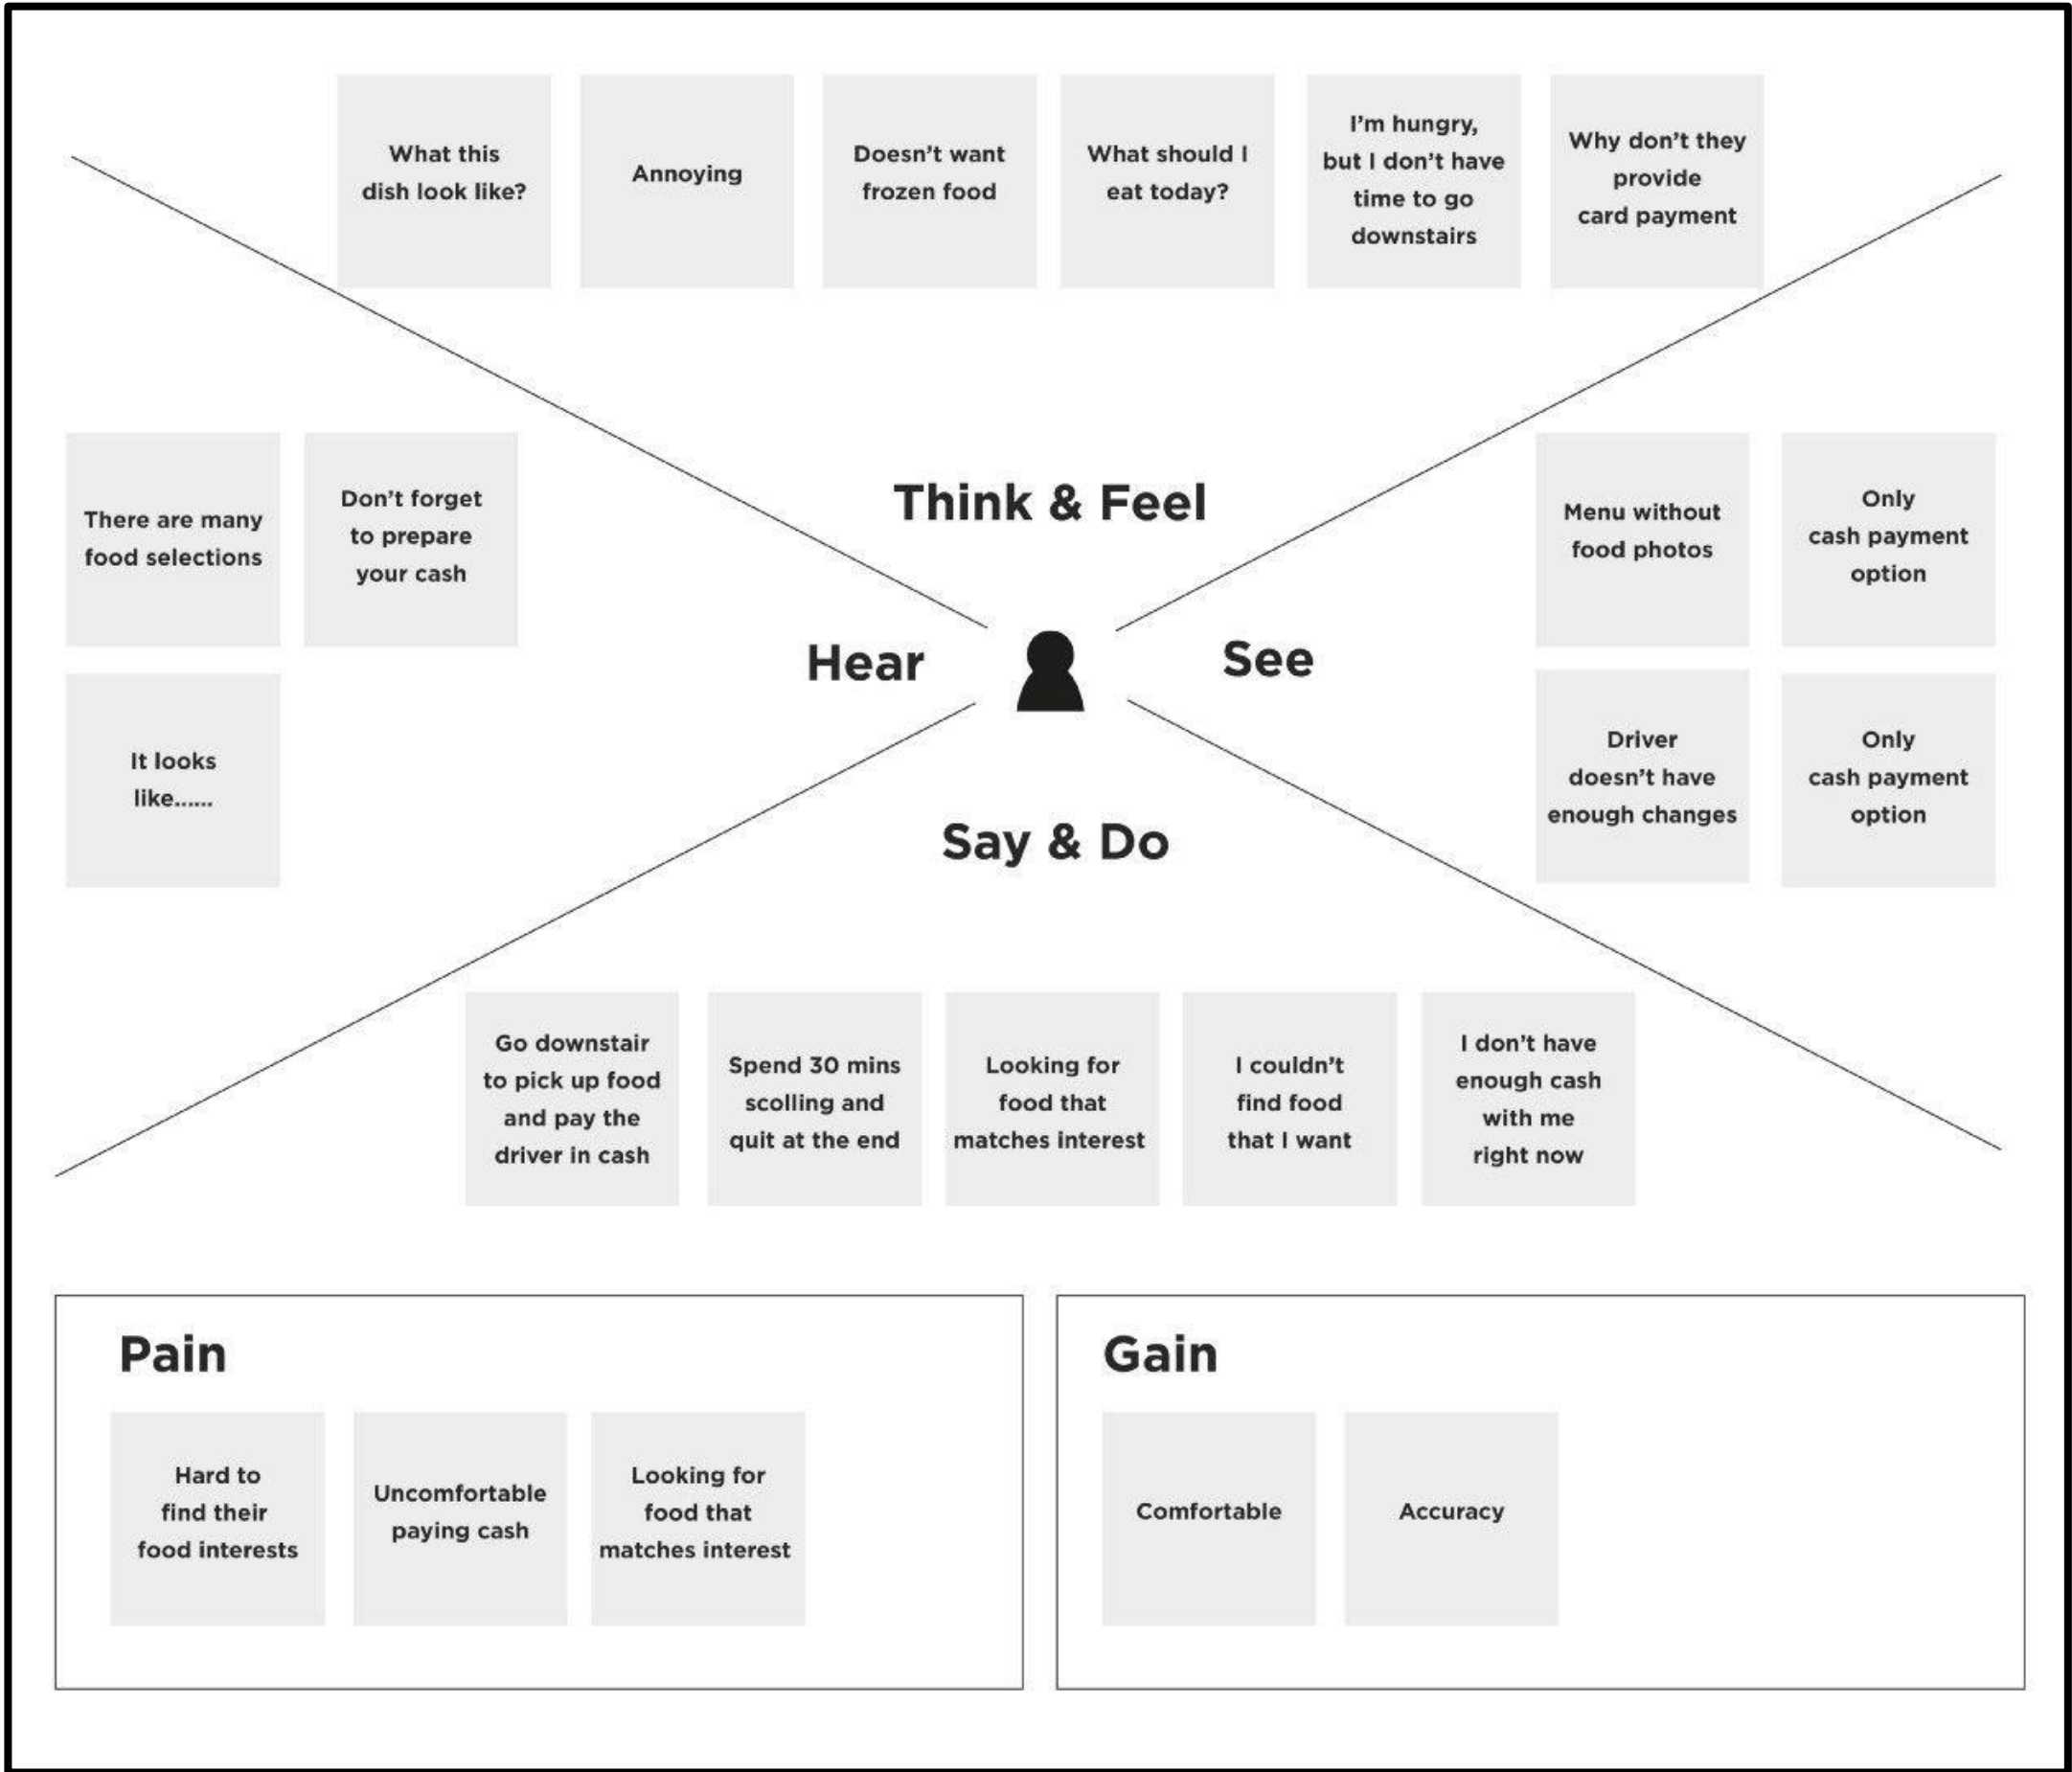 What this
dish look like?
Annoying
Doesn't want
frozen food
What should I
eat today?
I'm hungry,
but I don't have
time to go
downstairs
Why don't they
provide
card payment
Think & Feel
There are many
food selections
Don't forget
to prepare
your cash
It looks
like......
Hear
See
Menu without
food photos
Only
cash payment
option
Driver
doesn't have
enough changes
Only
cash payment
option
Say & Do
Go downstair
to pick up food
and pay the
driver in cash
Spend 30 mins
scolling and
quit at the end
Looking for
food that
matches interest
I couldn't
find food
that I want
I don't have
enough cash
with me
right now
Pain
Hard to
find their
food interests
Uncomfortable
paying cash
Looking for
food that
matches interest
Gain
Comfortable
Accuracy